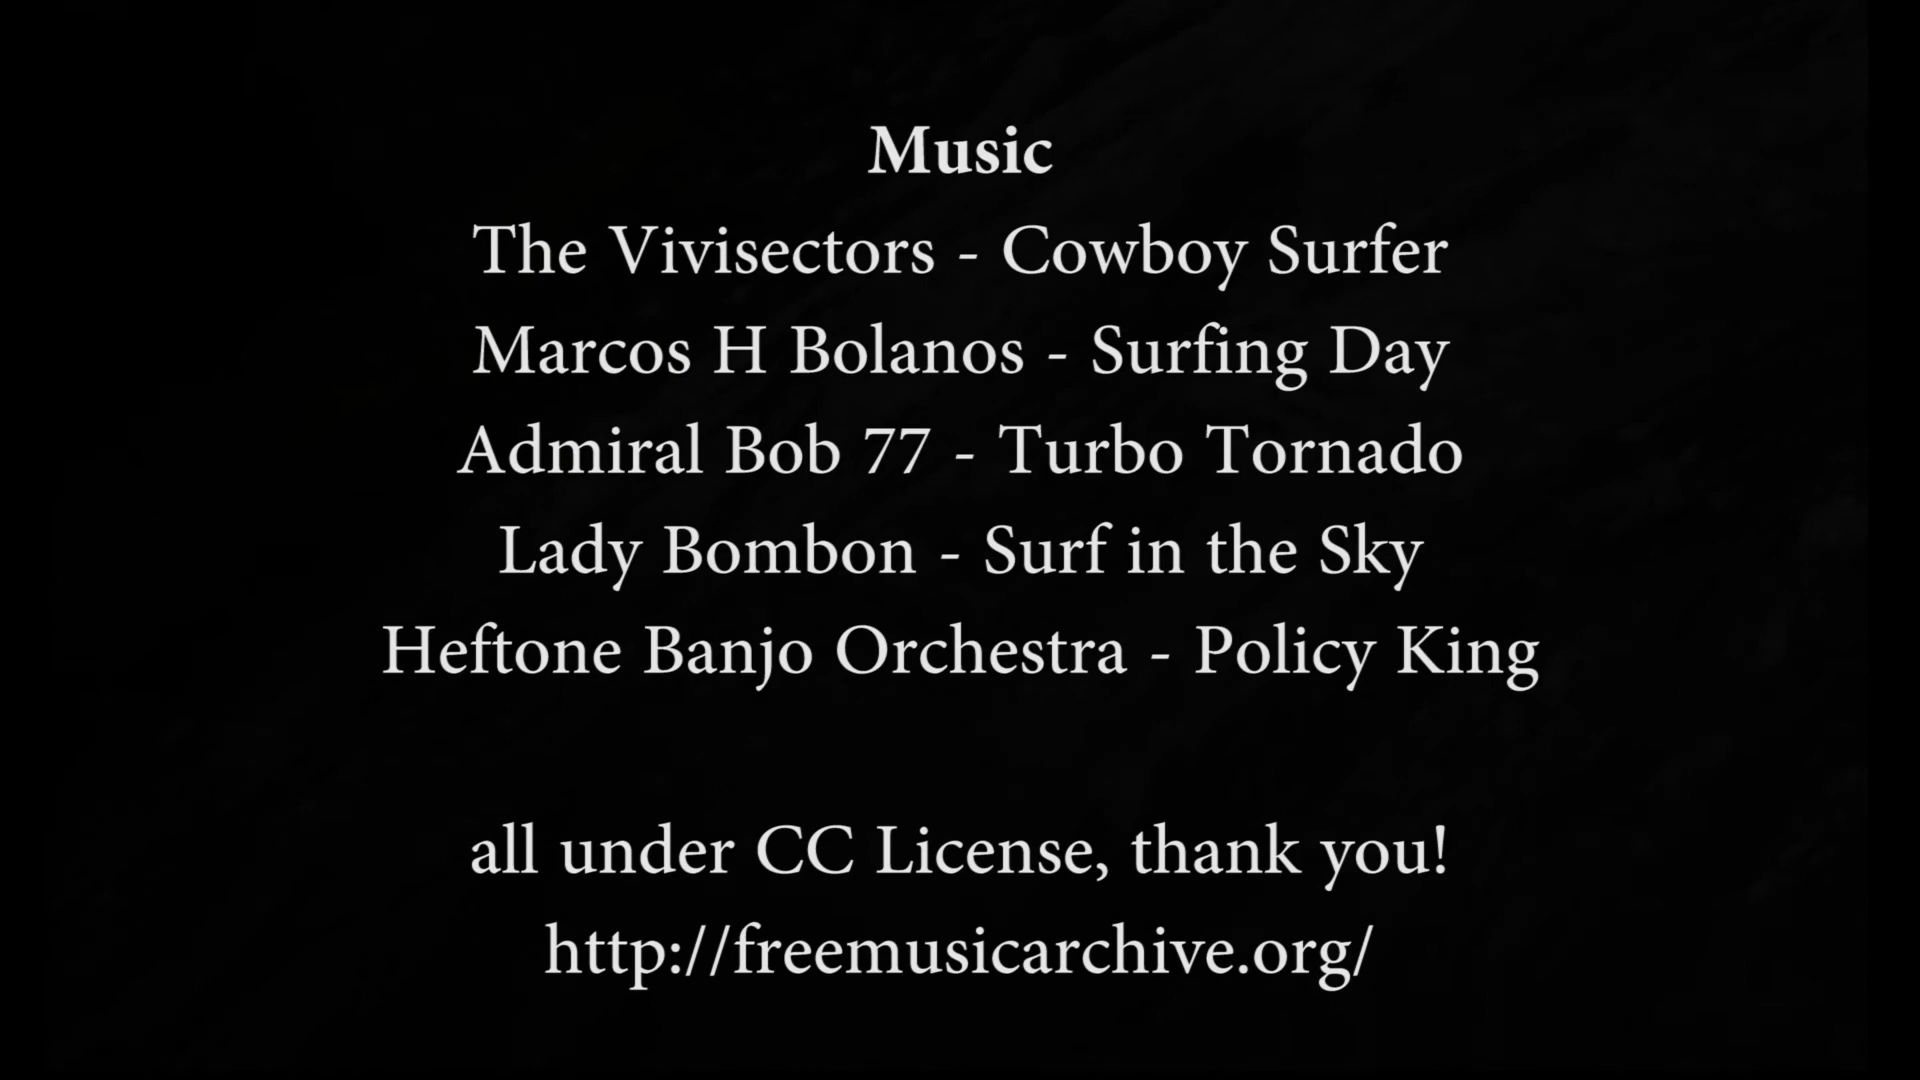 Music
The Vivisectors - Cowboy Surfer
Marcos H Bolanos - Surfing Day
Admiral Bob 77 - Turbo Tornado
Lady Bombon - Surf in the Sky
Heftone Banjo Orchestra - Policy King
all under CC License, thank you!
http://freemusicarchive.org/